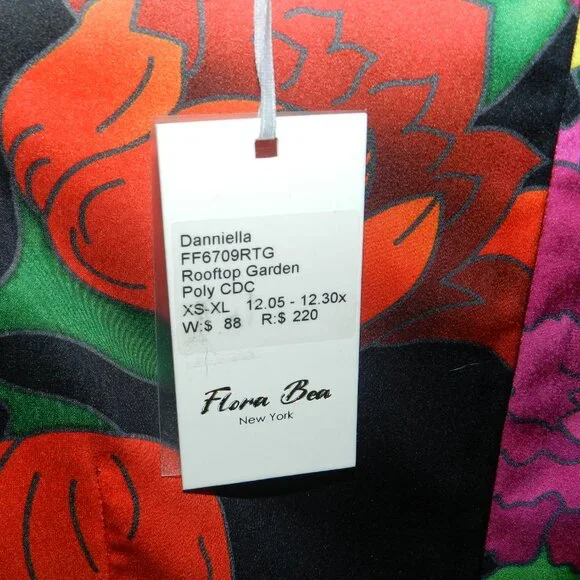 Danniella
FF6709RTG
Rooftop Garden
Poly CDC
XS-XL 12.05 - 12.30x
W:$ 88 R:$ 220
Flora Bea
New York